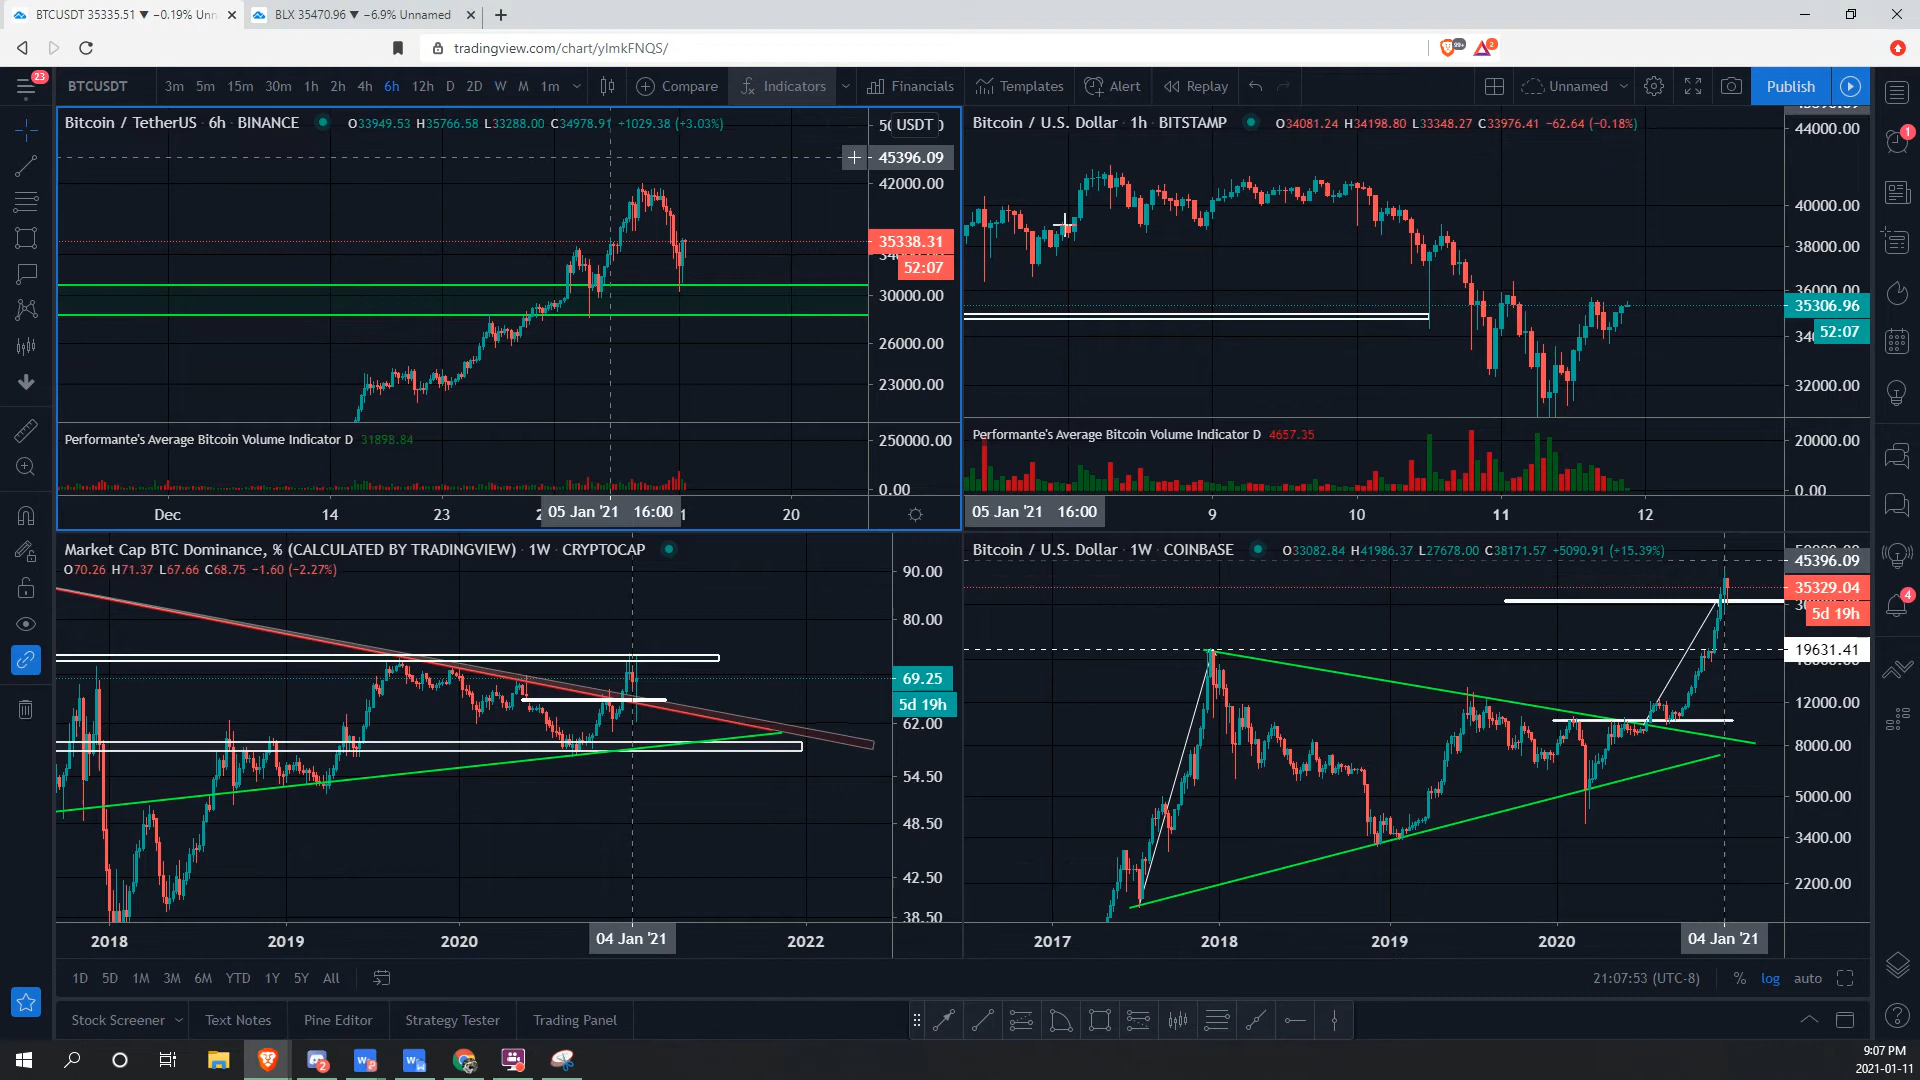 BTCUSDT 35335.51 ▼ −0.19% Unn
BLX 35470.96 ▼ −6.9% Unnamed
tradingview.com/chart/yImkFNQS/
99+
2
23
BTCUSDT 3m 5m 15m 30m 1h 2h 4h 6h 12h D 2D W M 1m Compare Indicators Financials Templates Alert Replay Unnamed Publish
Bitcoin / TetherUS · 6h · BINANCE O33949.53 H35766.58 L33288.00 C34978.91 +1029.38 (+3.03%)
USDT
45396.09
42000.00
35338.31
52:07
30000.00
26000.00
23000.00
Performante's Average Bitcoin Volume Indicator D 31898.84
250000.00
0.00
Dec 14 23 05 Jan '21 16:00 20
Bitcoin / U.S. Dollar · 1h · BITSTAMP O34081.24 H34198.80 L33348.27 C33976.41 −62.64 (−0.18%)
44000.00
40000.00
38000.00
36000.00
35306.96
52:07
32000.00
Performante's Average Bitcoin Volume Indicator D 4657.35
20000.00
0.00
05 Jan '21 16:00 9 10 11 12
Market Cap BTC Dominance, % (CALCULATED BY TRADINGVIEW) · 1W · CRYPTOCAP
O70.26 H71.37 L67.66 C68.75 −1.60 (−2.27%)
90.00
80.00
69.25
5d 19h
62.00
54.50
48.50
42.50
38.50
2018 2019 2020 04 Jan '21 2022
Bitcoin / U.S. Dollar · 1W · COINBASE O33082.84 H41986.37 L27678.00 C38171.57 +5090.91 (+15.39%)
45396.09
35329.04
5d 19h
19631.41
12000.00
8000.00
5000.00
3400.00
2200.00
2017 2018 2019 2020 04 Jan '21
1D 5D 1M 3M 6M YTD 1Y 5Y All
21:07:53 (UTC-8) % log auto
Stock Screener Text Notes Pine Editor Strategy Tester Trading Panel
1
4
2
9:07 PM
2021-01-11